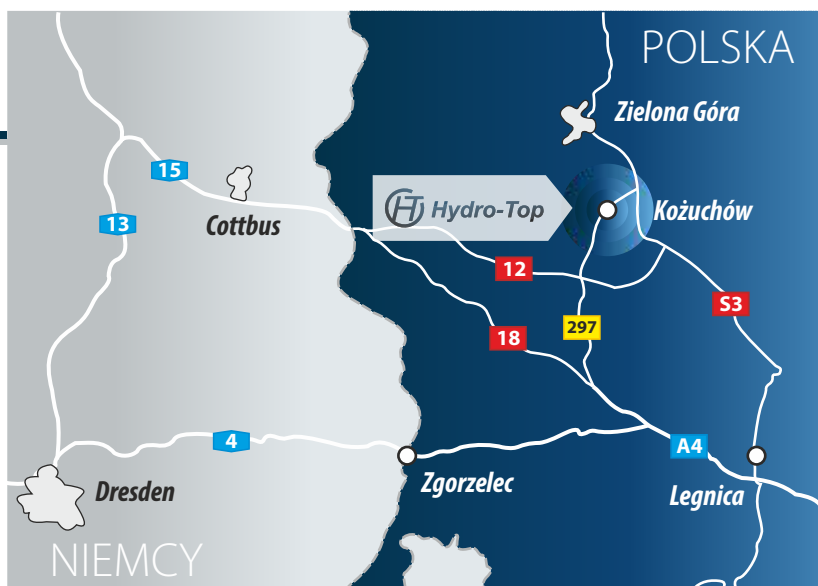 POLSKA
Zielona Góra
15
Cottbus
HT Hydro-Top
Kożuchów
13
12
S3
297
18
4
A4
Zgorzelec
Dresden
Legnica
NIEMCY